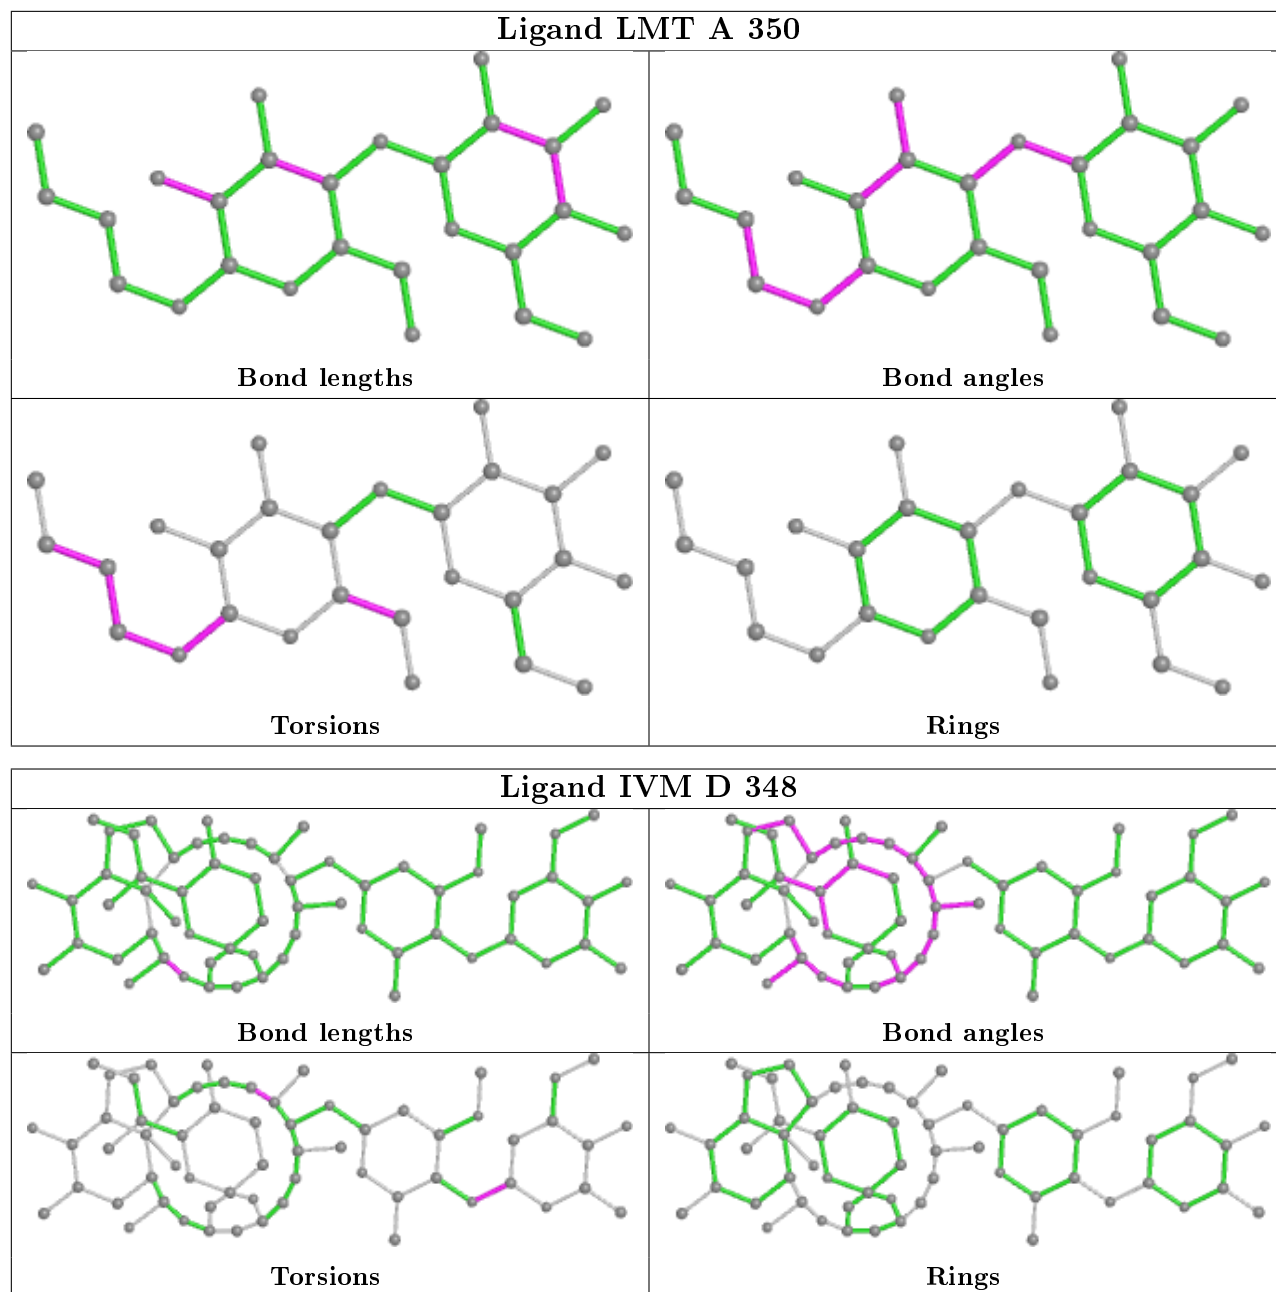 Ligand LMT A 350
Bond lengths
Bond angles
Torsions
Rings
Ligand IVM D 348
Bond lengths
Bond angles
Torsions
Rings